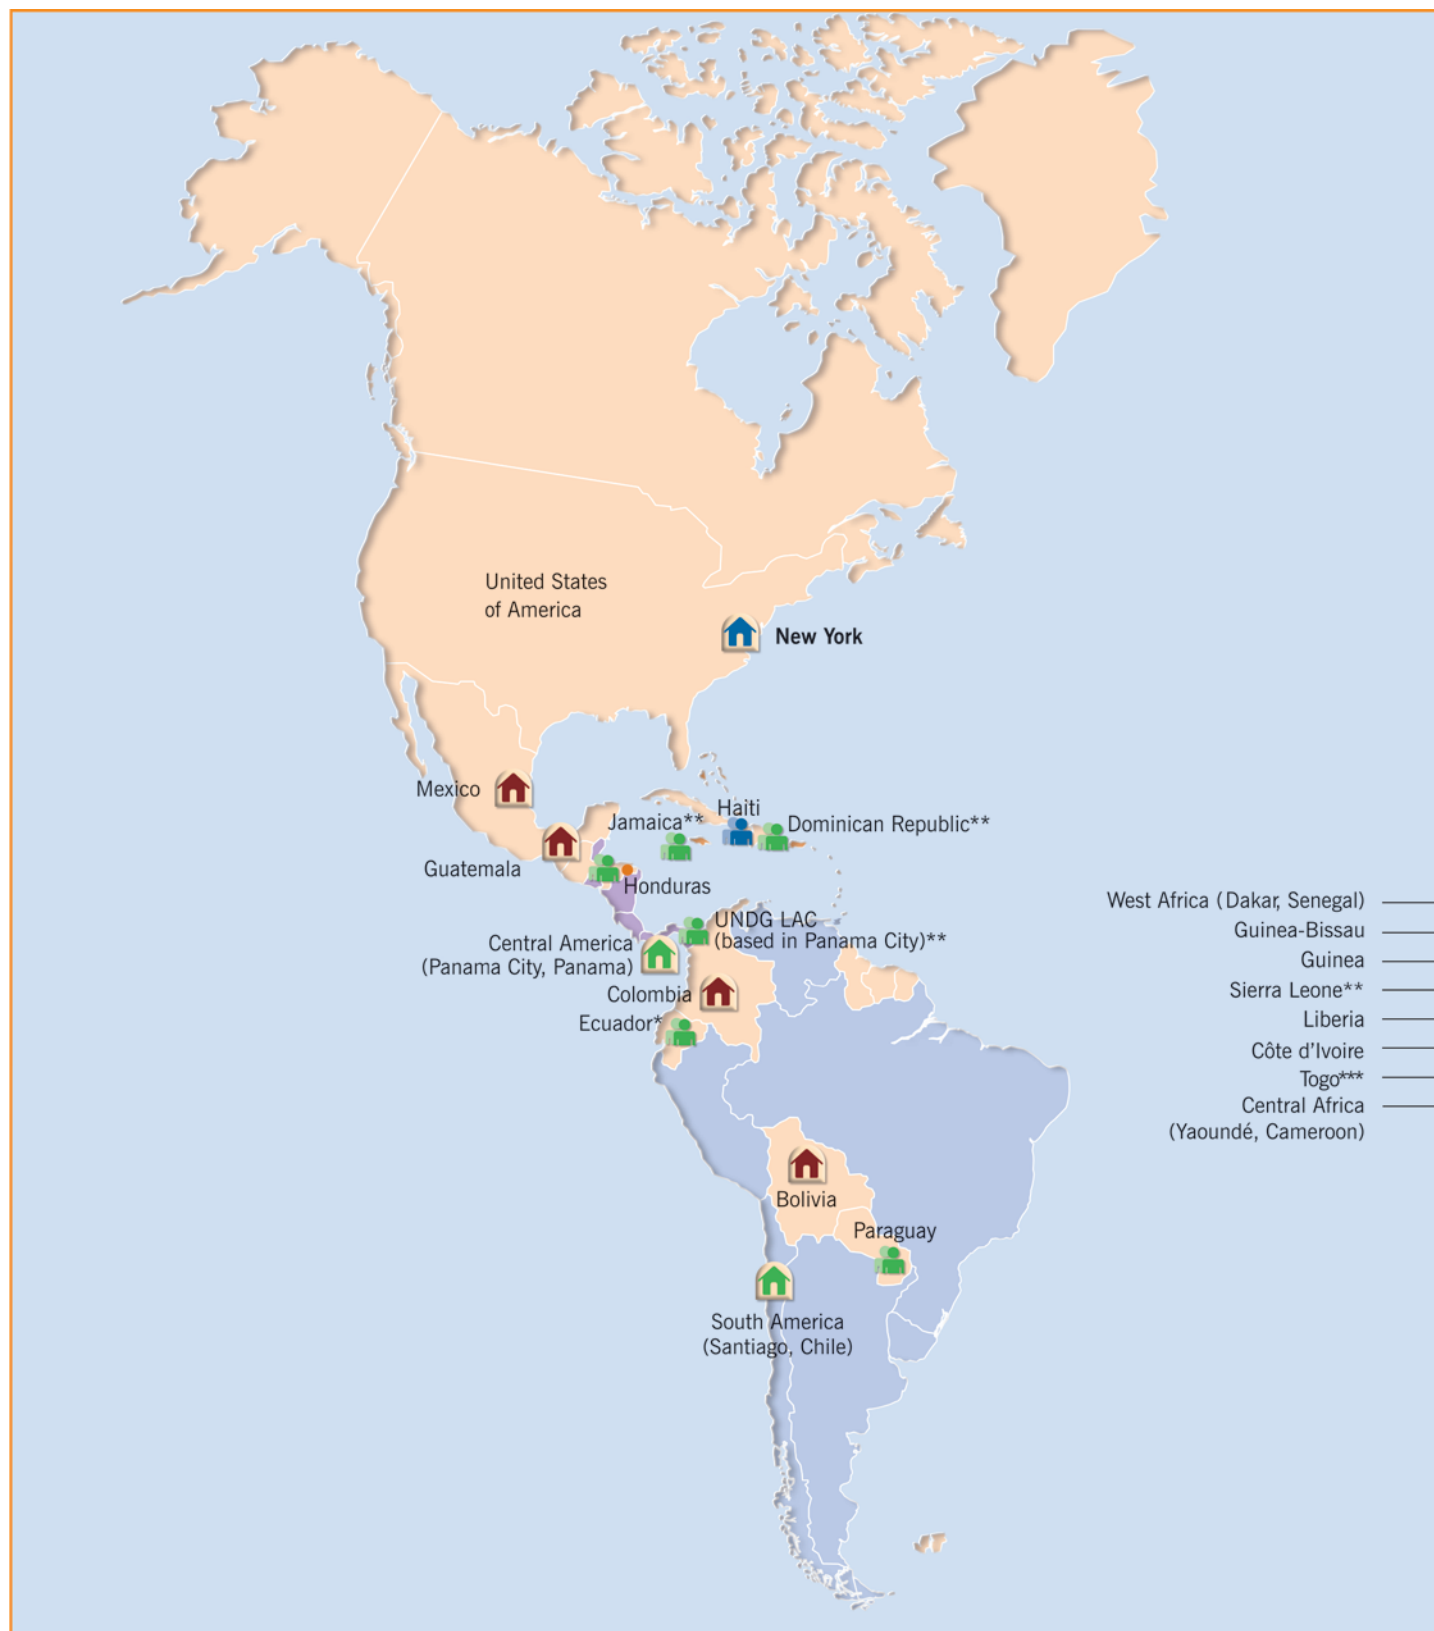 United States
of America
New York
Mexico
Haiti
Jamaica**
Dominican Republic**
Guatemala
Honduras
UNDG LAC
(based in Panama City)**
Central America
(Panama City, Panama)
Colombia
Ecuador*
Bolivia
Paraguay
South America
(Santiago, Chile)
West Africa (Dakar, Senegal)
Guinea-Bissau
Guinea
Sierra Leone**
Liberia
Côte d’Ivoire
Togo***
Central Africa
(Yaoundé, Cameroon)